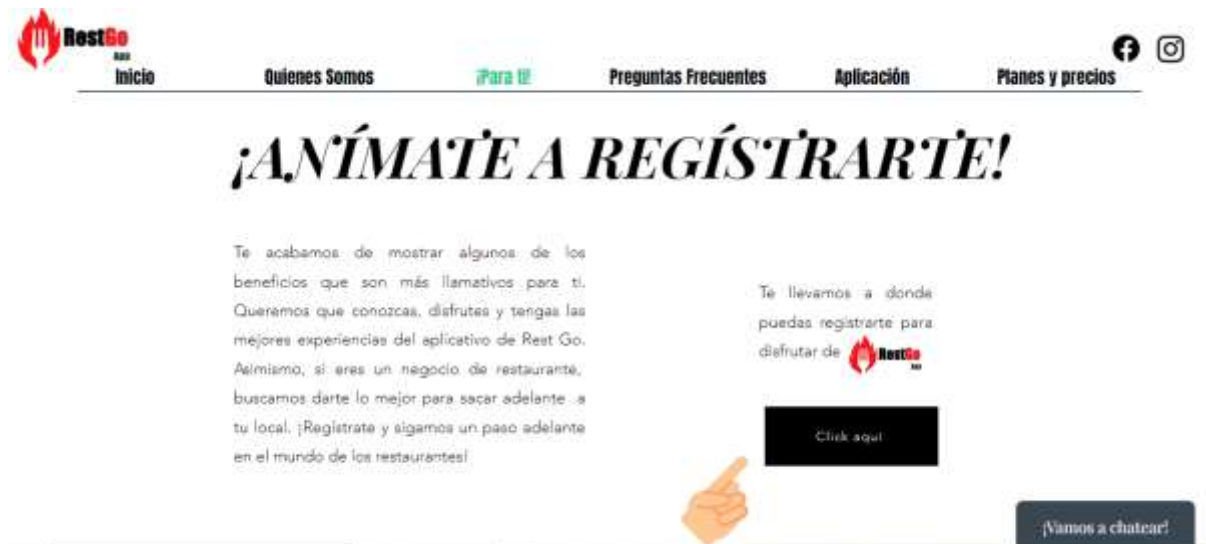 RestGo
App
Inicio Quienes Somos ¡Para ti! Preguntas Frecuentes Aplicación Planes y precios
¡ANÍMATE A REGÍSTRARTE!
Te acabamos de mostrar algunos de los
beneficios que son más llamativos para ti.
Queremos que conozcas, disfrutes y tengas las
mejores experiencias del aplicativo de Rest Go.
Asimismo, si eres un negocio de restaurante,
buscamos darte lo mejor para sacar adelante a
tu local. ¡Registrate y sigamos un paso adelante
en el mundo de los restaurantes!
Te llevamos a donde
puedas registrarte para
disfrutar de RestGo
App
Click aquí
¡Vamos a chatear!